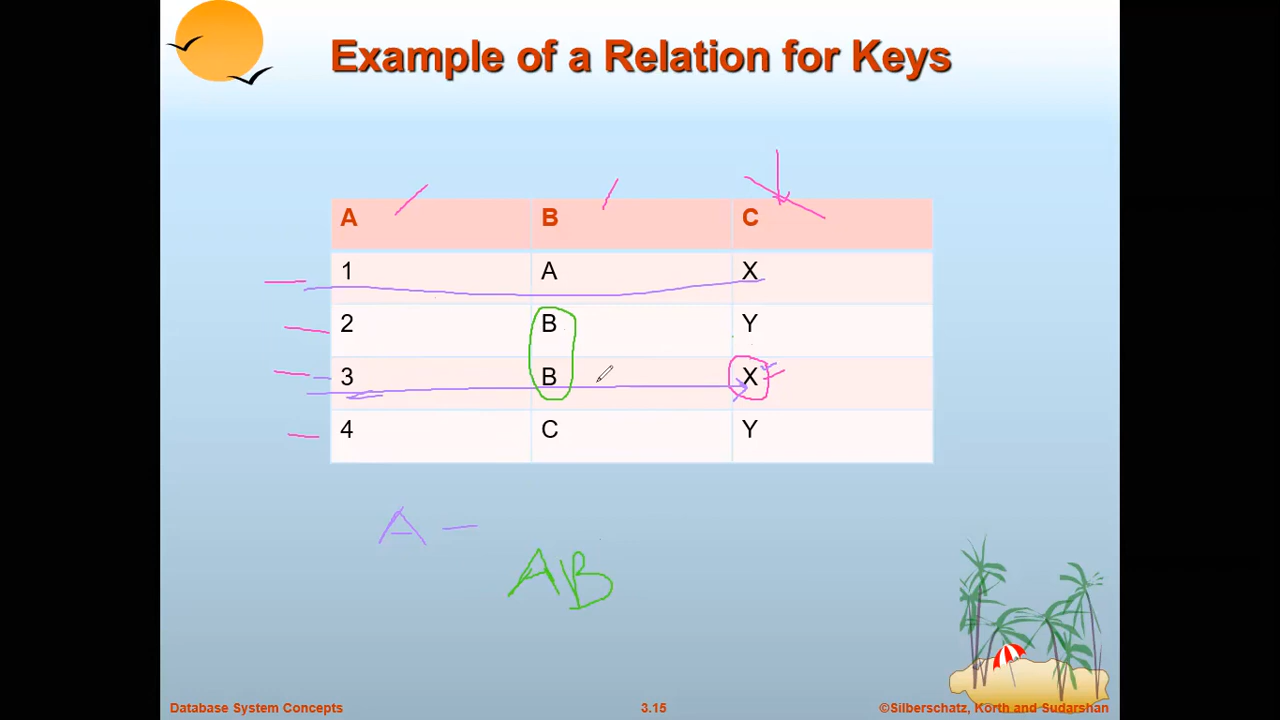 Example of a Relation for Keys
A B C
1 A X
2 B Y
3 B X
4 C Y
A –
AB
Database System Concepts 3.15 ©Silberschatz, Korth and Sudarshan